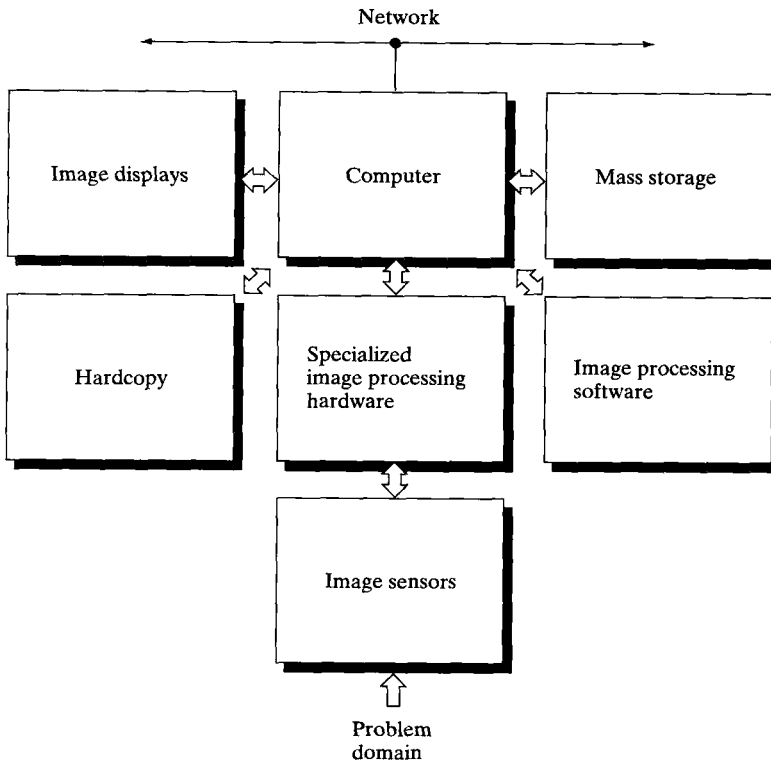 Network
Image displays
Computer
Mass storage
Hardcopy
Specialized
image processing
hardware
Image processing
software
Image sensors
Problem
domain